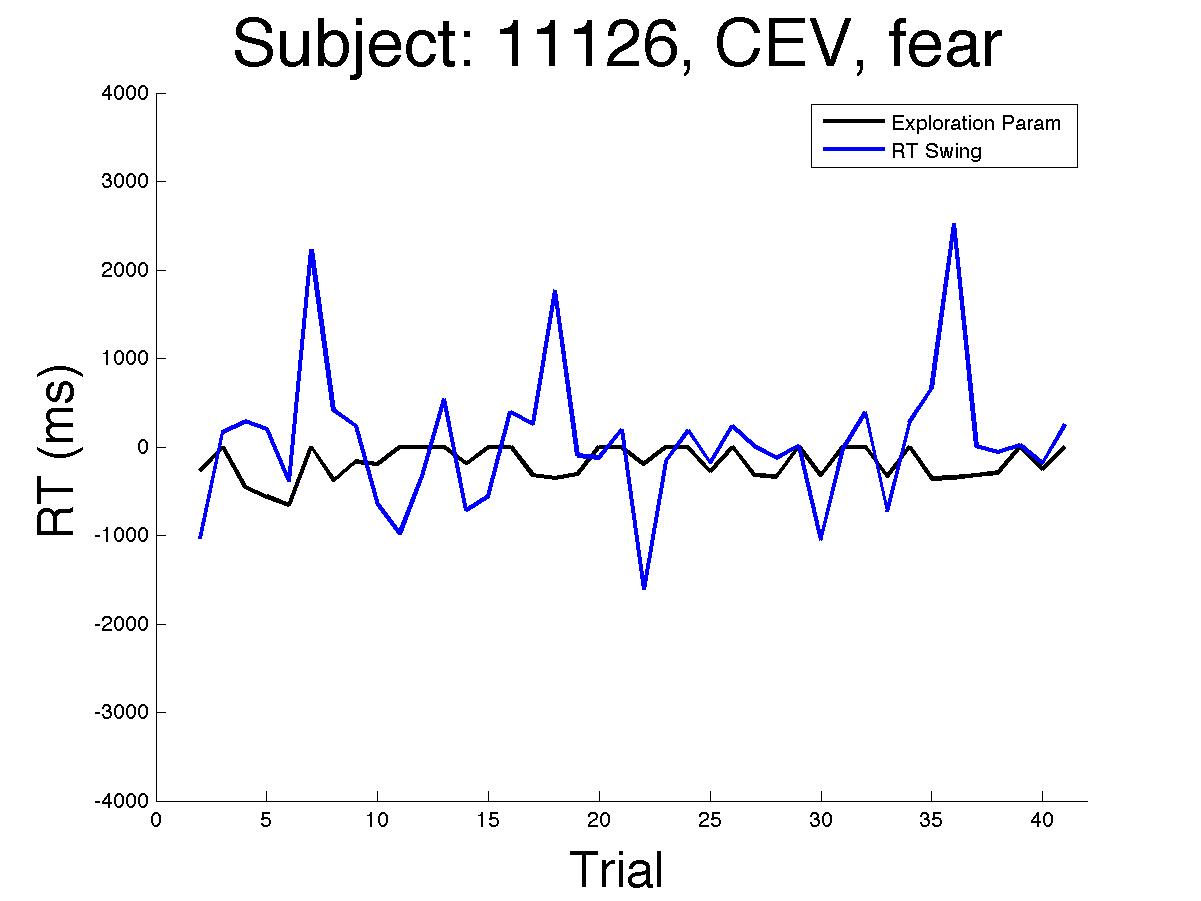 Subject: 11126, CEV, fear
4000
3000
2000
1000
0
-1000
-2000
-3000
-4000
RT (ms)
Exploration Param
RT Swing
0 5 10 15 20 25 30 35 40
Trial